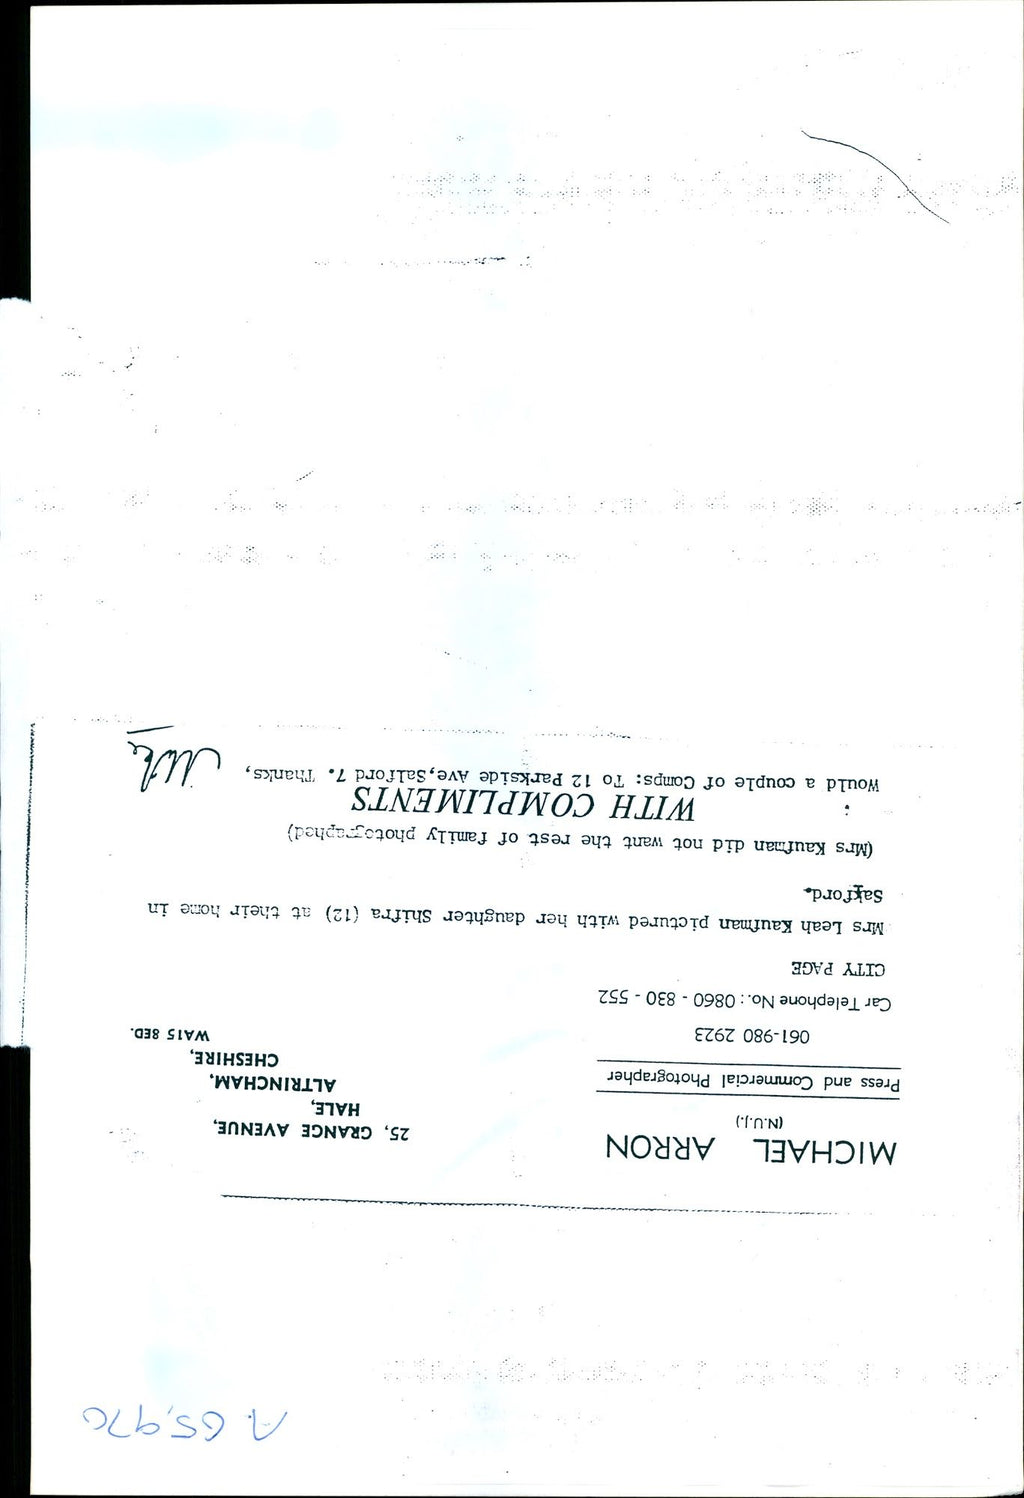 A 65,970
MICHAEL ARRON
(N.U.J.)
Press and Commercial Photographer
061-980 2923
Car Telephone No.: 0860 - 830 - 552
25, GRANGE AVENUE,
HALE,
ALTRINCHAM,
CHESHIRE,
WA15 8ED.
CITY PAGE
Mrs Leah Kaufman pictured with her daughter Shifra (12) at their home in
Salford.
(Mrs Kaufman did not want the rest of family photographed)
WITH COMPLIMENTS
:
Would a couple of Comps: To 12 Parkside Ave,Salford 7. Thanks,
Mike